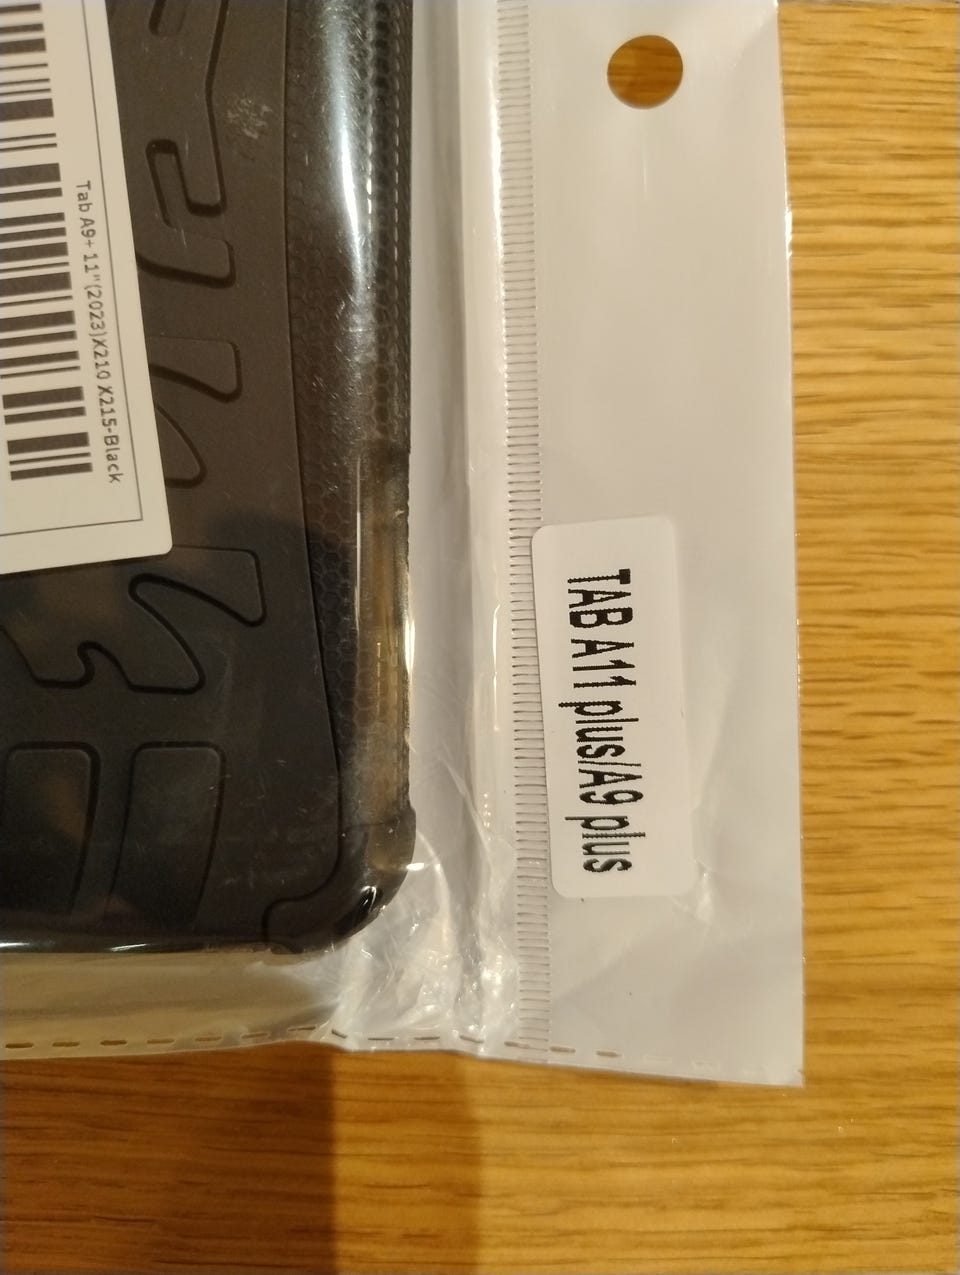 Tab A9+ 11"(2023)X210 X215-Black
TAB A11 plus/A9 plus